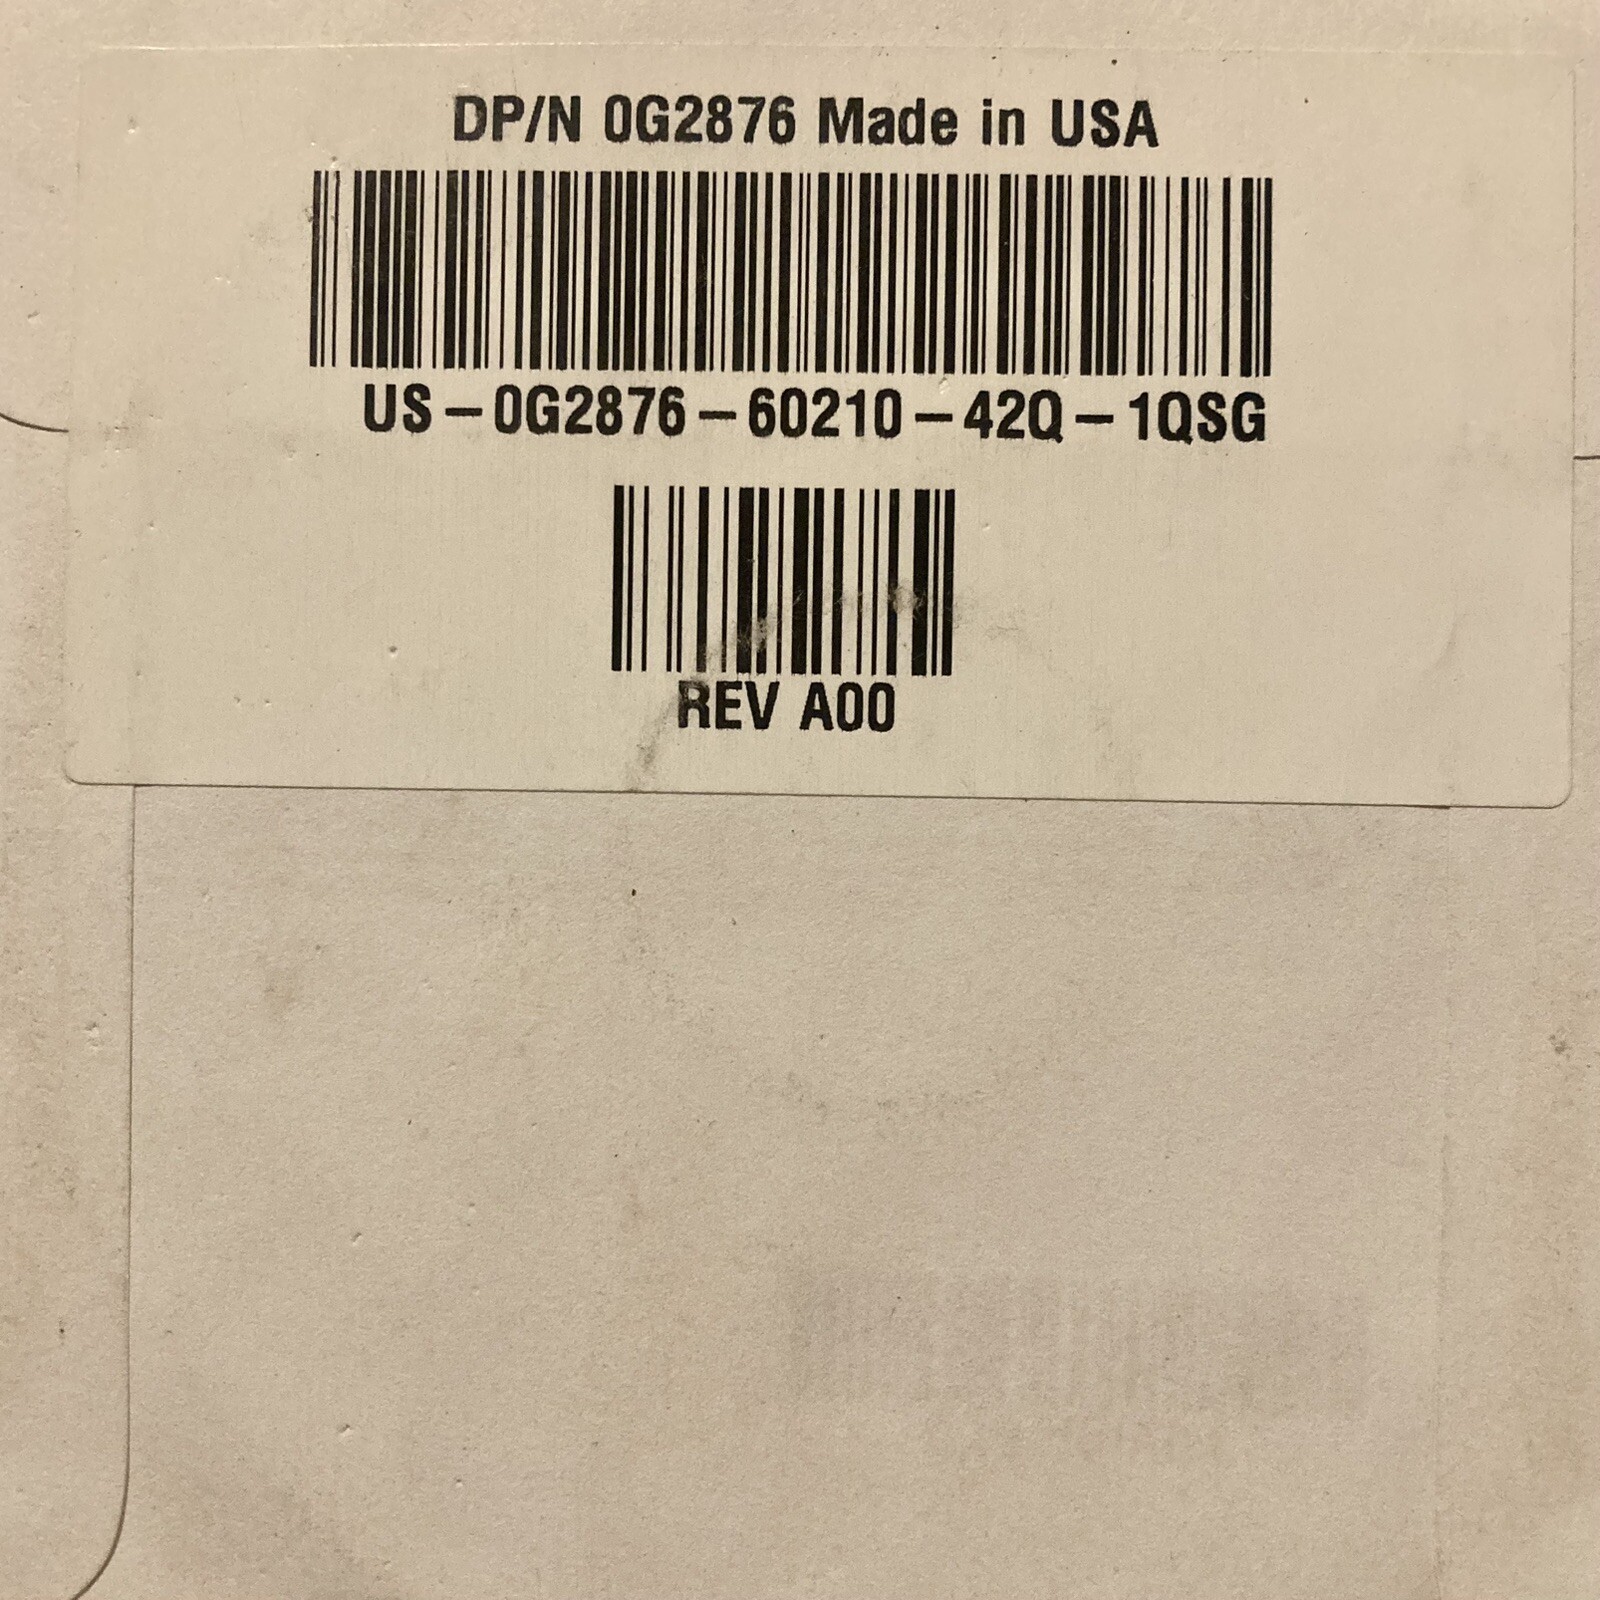 DP/N 0G2876 Made in USA
US-0G2876-60210-42Q-1QSG
REV A00